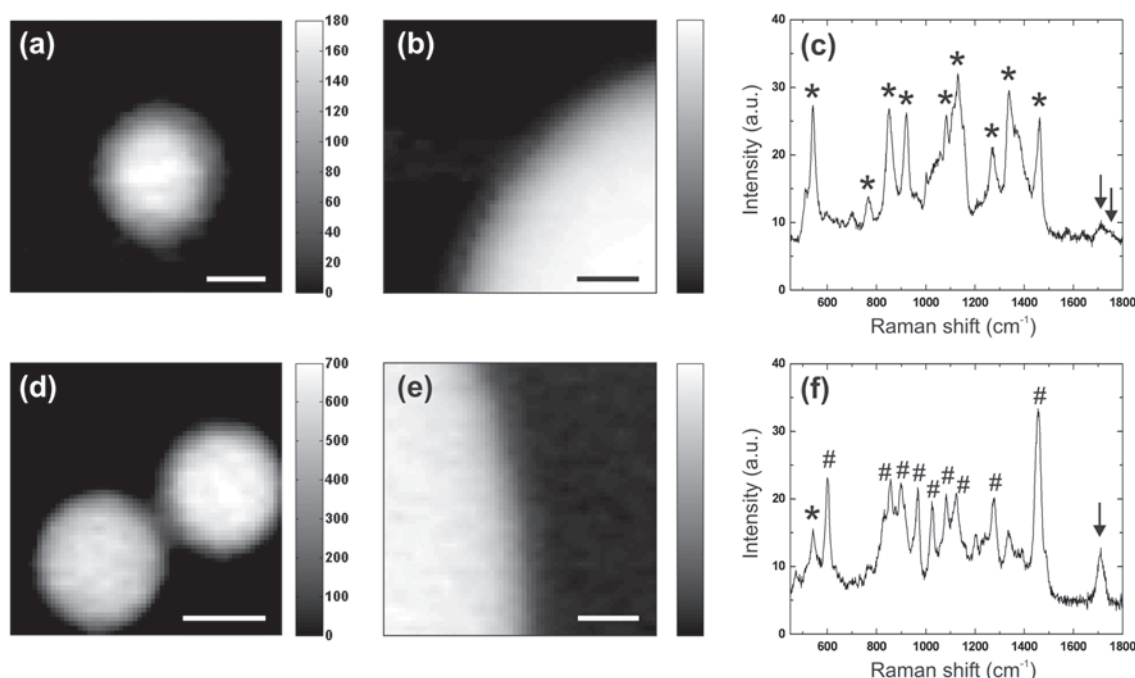 (a)
180
160
140
120
100
80
60
40
20
0
(b)
(c)
Intensity (a.u.)
40
30
20
10
0
* * * * * * * * *
600 800 1000 1200 1400 1600 1800
Raman shift (cm⁻¹)
(d)
700
600
500
400
300
200
100
0
(e)
(f)
Intensity (a.u.)
40
30
20
10
0
* # # # # # # # # #
600 800 1000 1200 1400 1600 1800
Raman shift (cm⁻¹)